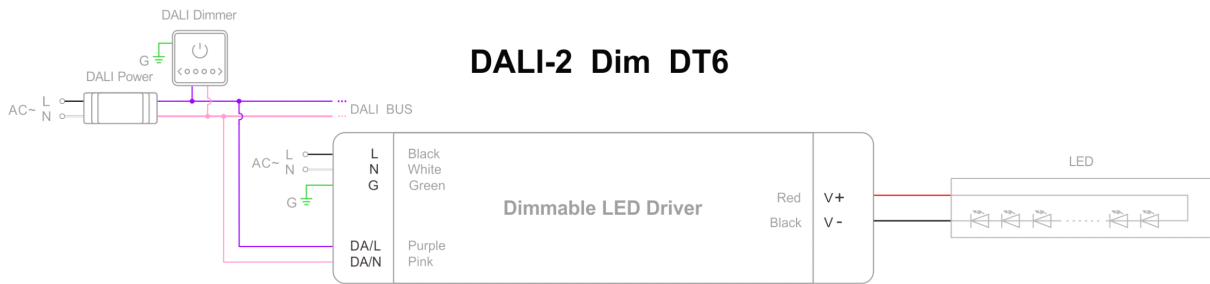 DALI Dimmer
DALI-2 Dim DT6
G
DALI Power
AC~ L
N
DALI BUS
AC~ L
N
G
L Black
N White
G Green
Dimmable LED Driver
DA/L Purple
DA/N Pink
Red V+
Black V-
LED